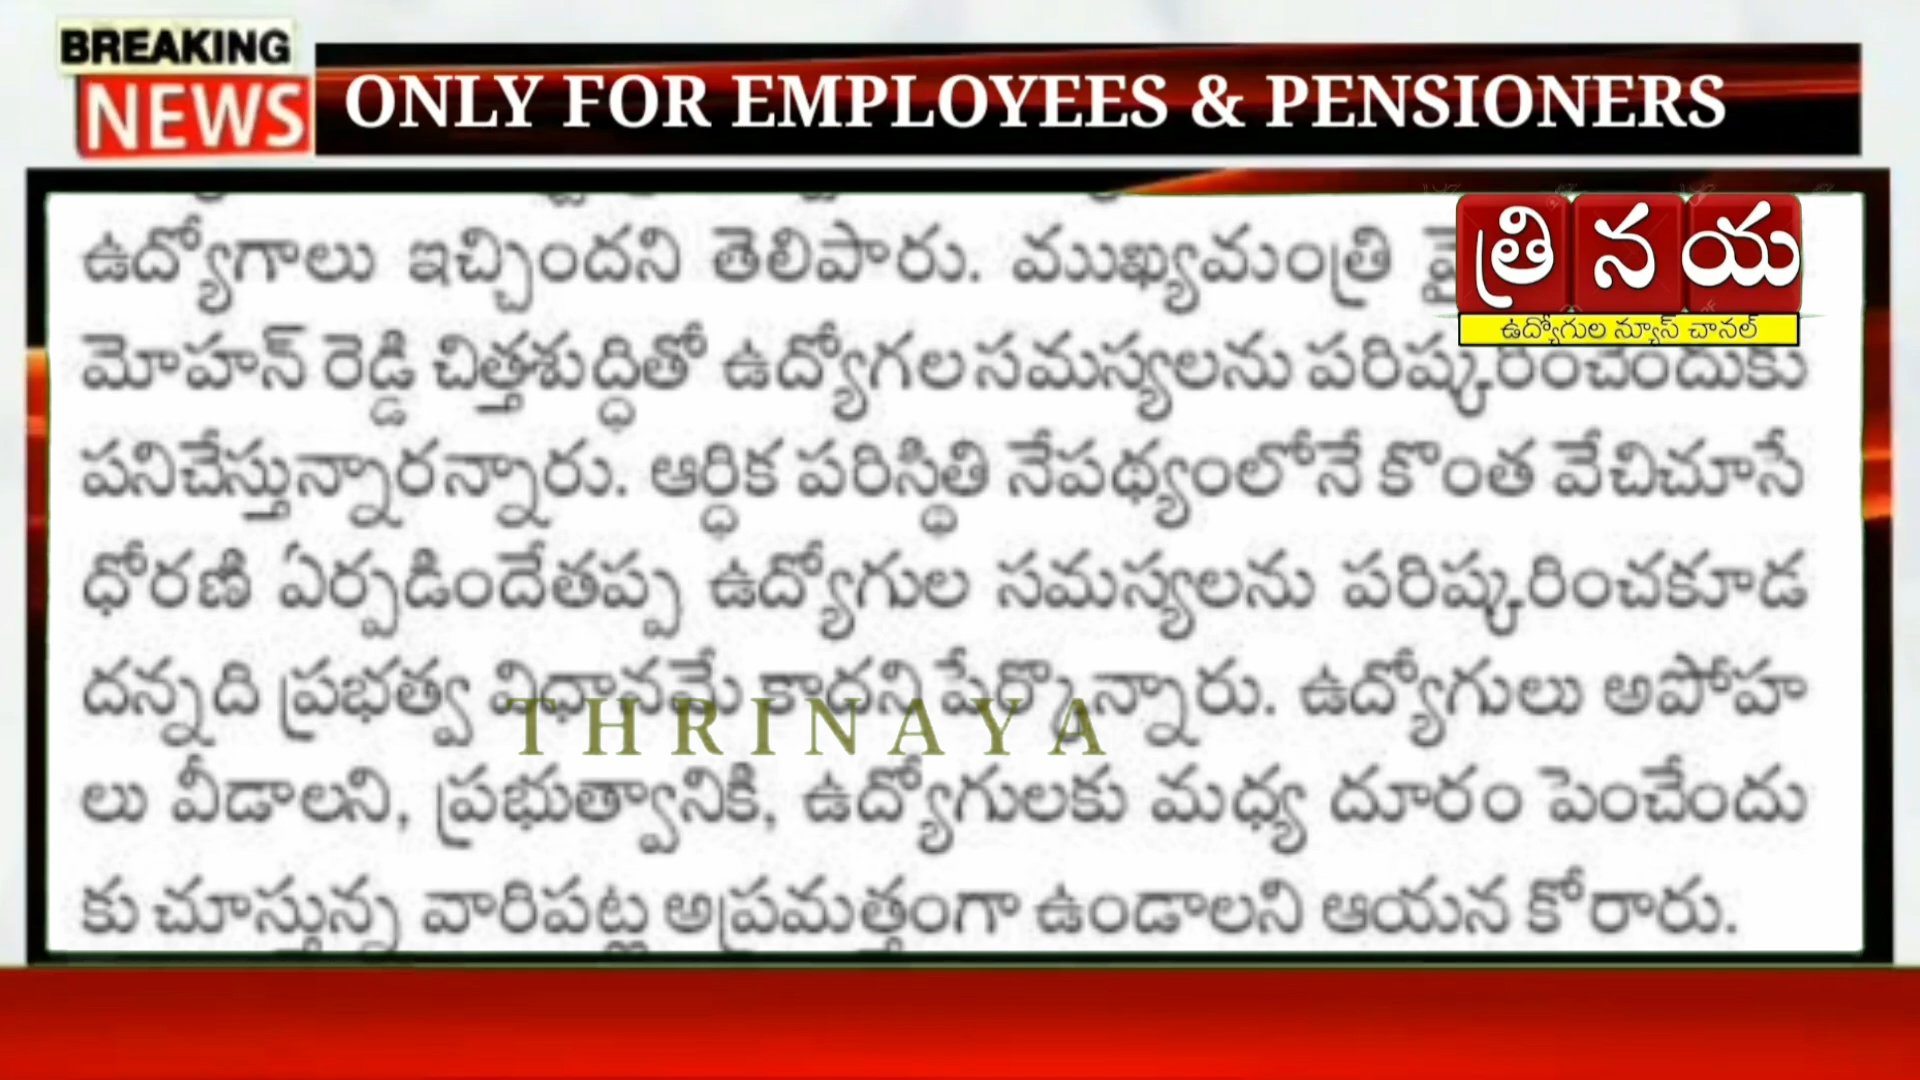 BREAKING
NEWS
ONLY FOR EMPLOYEES & PENSIONERS
త్రినయ
ఉద్యోగుల న్యూస్ చానల్
ఉద్యోగాలు ఇచ్చిందని తెలిపారు. ముఖ్యమంత్రి
మోహన్ రెడ్డి చిత్తశుద్ధితో ఉద్యోగల సమస్యలను పరిష్కరించేందుకు
పనిచేస్తున్నారన్నారు. ఆర్ధిక పరిస్థితి నేపథ్యంలోనే కొంత వేచిచూసే
ధోరణి ఏర్పడిందేతప్ప ఉద్యోగుల సమస్యలను పరిష్కరించకూడ
దన్నది ప్రభత్వ విధానమే కాదని పేర్కొన్నారు. ఉద్యోగులు అపోహ
THRINAYA
లు వీడాలని, ప్రభుత్వానికి, ఉద్యోగులకు మధ్య దూరం పెంచేందు
కు చూస్తున్న వారిపట్ల అప్రమత్తంగా ఉండాలని ఆయన కోరారు.